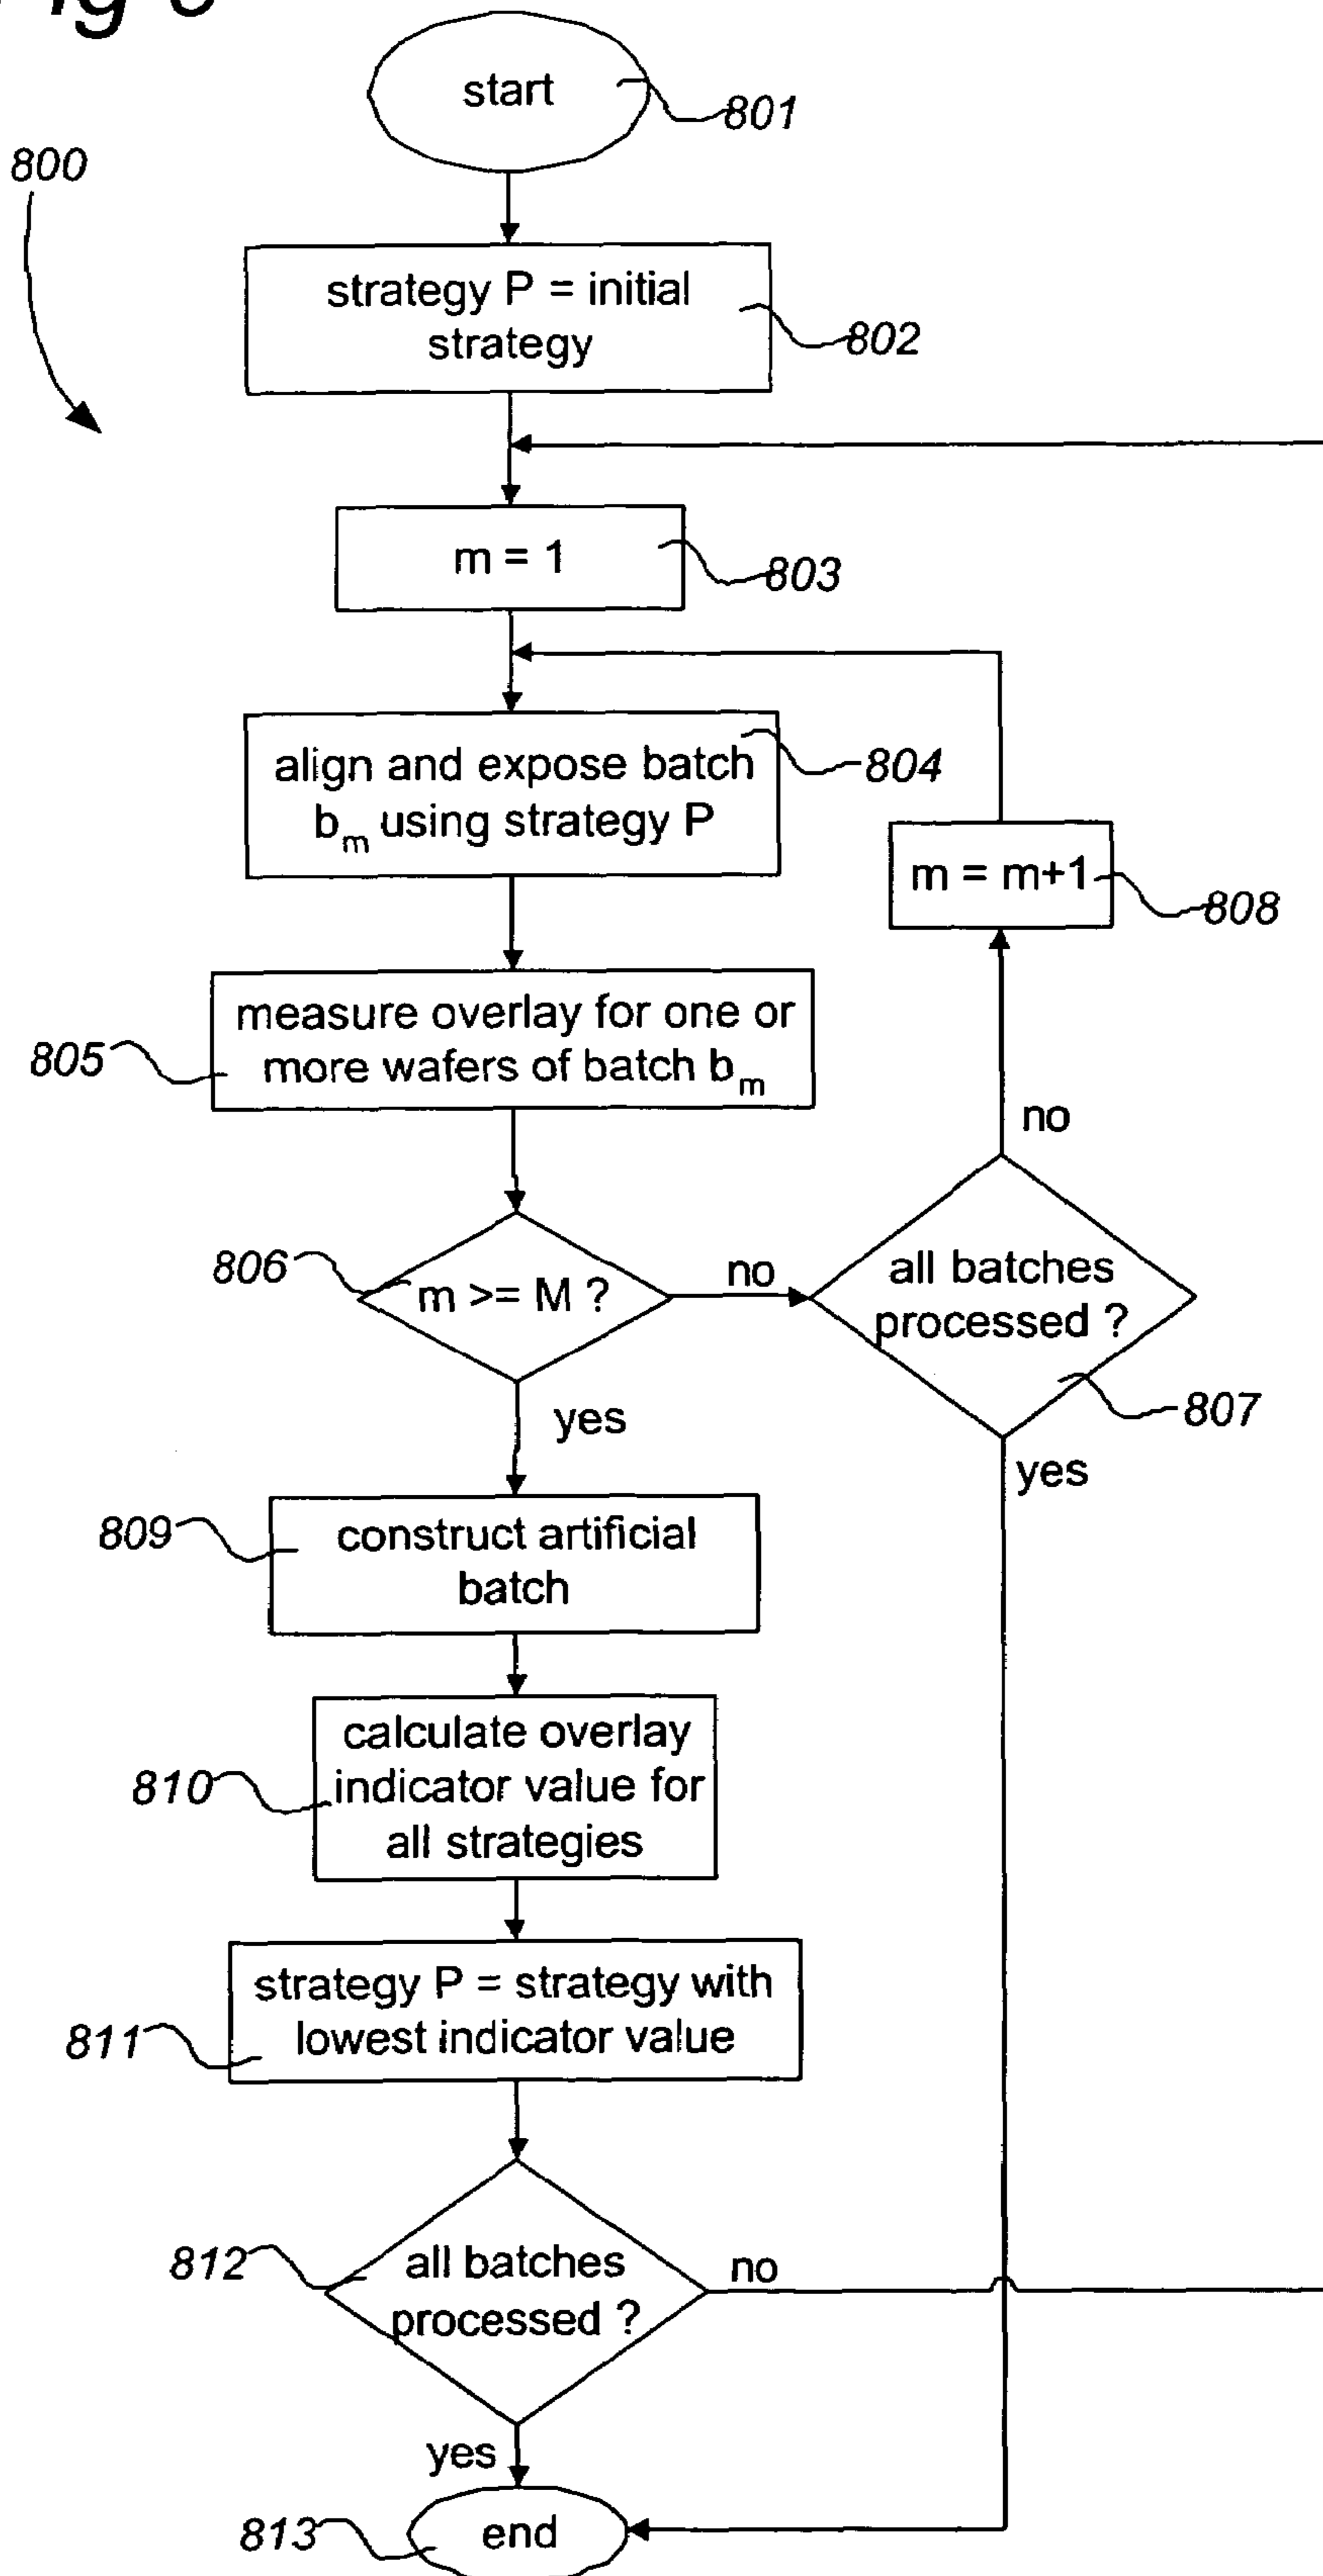 800
start
801
strategy P = initial
strategy
802
m = 1
803
align and expose batch
bm using strategy P
804
m = m+1
808
measure overlay for one or
more wafers of batch bm
805
no
806
m >= M ?
no
all batches
processed ?
807
yes
yes
809
construct artificial
batch
810
calculate overlay
indicator value for
all strategies
811
strategy P = strategy with
lowest indicator value
812
all batches
processed ?
no
yes
813
end